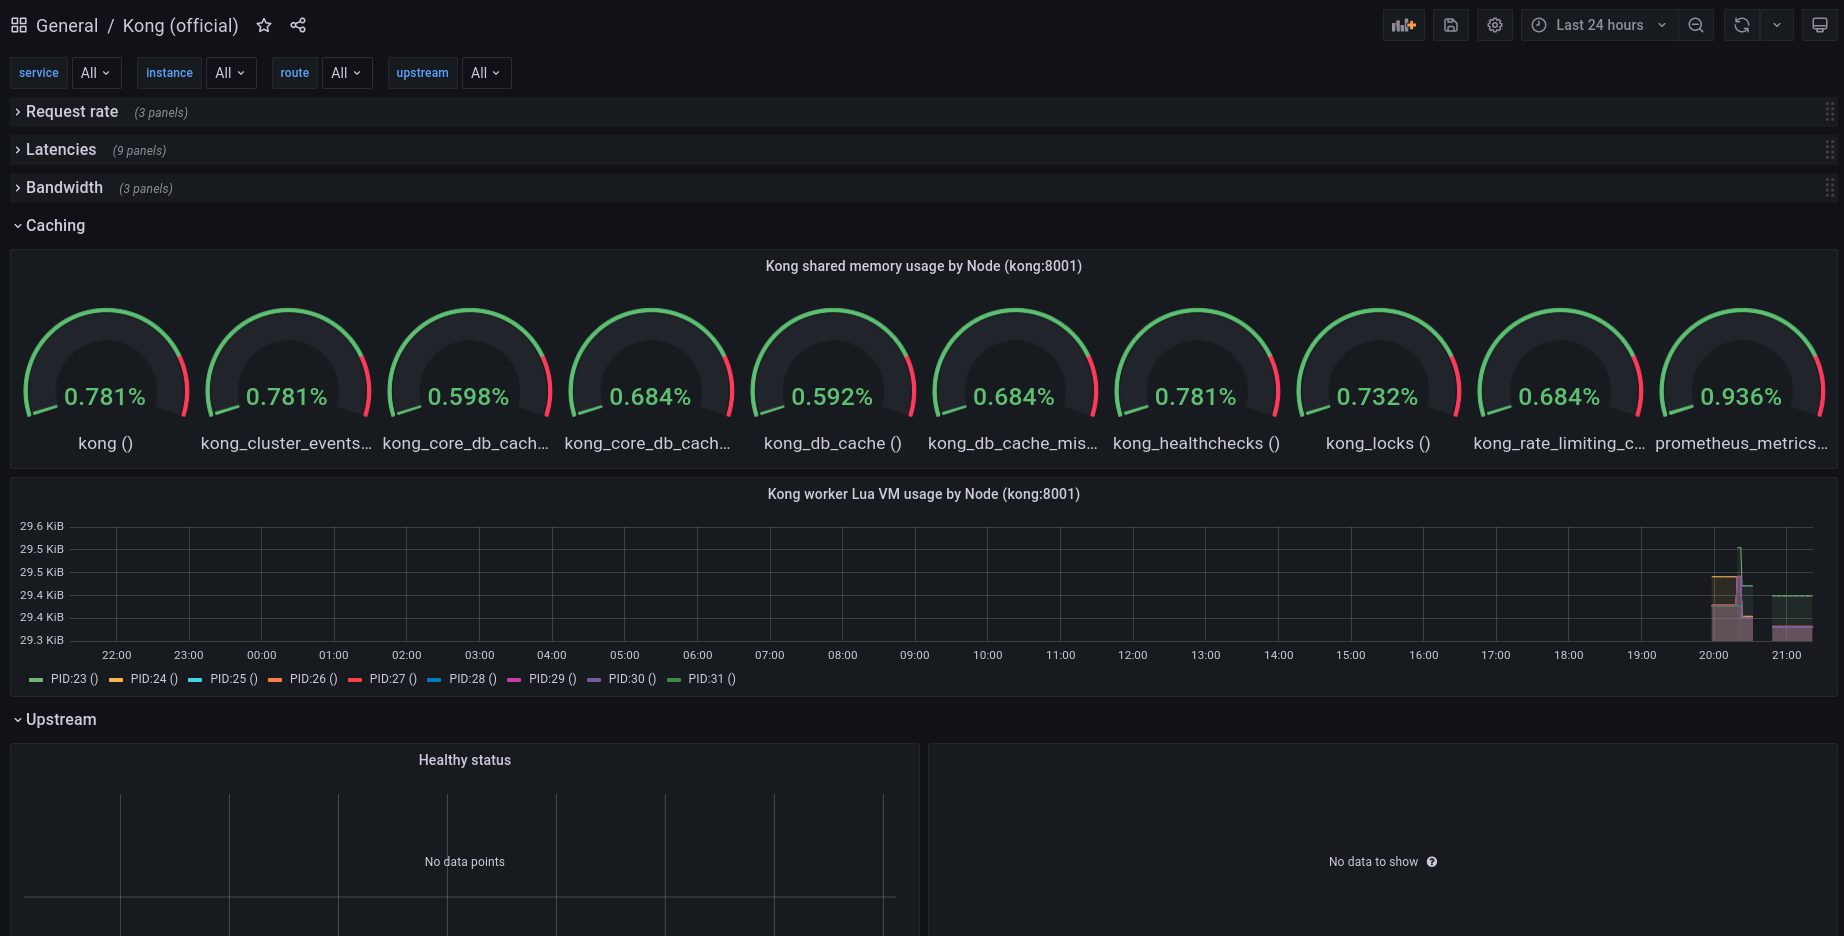 General / Kong (official)
Last 24 hours
service All instance All route All upstream All
Request rate (3 panels)
Latencies (9 panels)
Bandwidth (3 panels)
Caching
Kong shared memory usage by Node (kong:8001)
0.781% 0.781% 0.598% 0.684% 0.592% 0.684% 0.781% 0.732% 0.684% 0.936%
kong () kong_cluster_events... kong_core_db_cach... kong_core_db_cach... kong_db_cache () kong_db_cache_mis... kong_healthchecks () kong_locks () kong_rate_limiting_c... prometheus_metrics...
Kong worker Lua VM usage by Node (kong:8001)
29.6 KiB
29.5 KiB
29.5 KiB
29.4 KiB
29.4 KiB
29.3 KiB
22:00 23:00 00:00 01:00 02:00 03:00 04:00 05:00 06:00 07:00 08:00 09:00 10:00 11:00 12:00 13:00 14:00 15:00 16:00 17:00 18:00 19:00 20:00 21:00
PID:23 () PID:24 () PID:25 () PID:26 () PID:27 () PID:28 () PID:29 () PID:30 () PID:31 ()
Upstream
Healthy status
No data points
No data to show